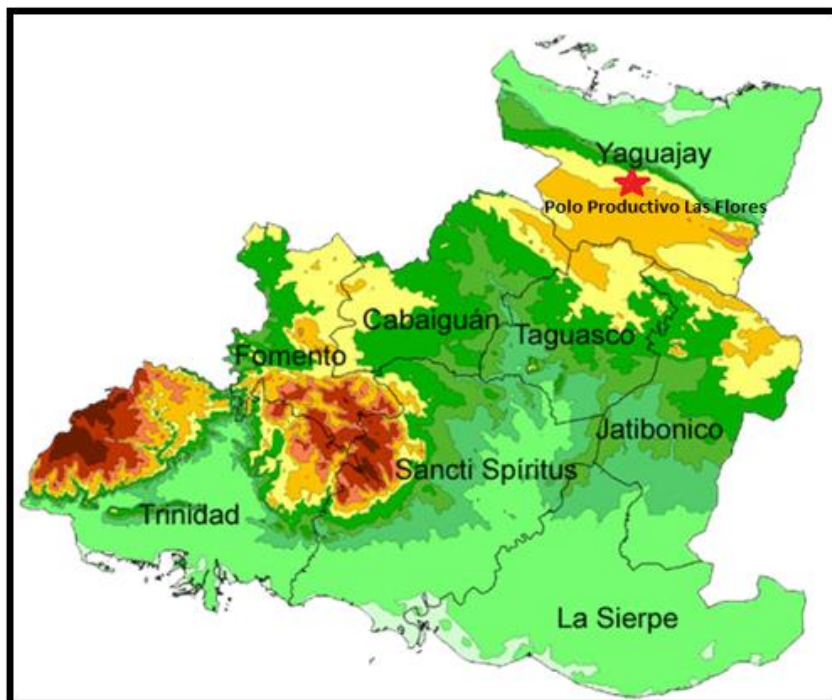 Yaguajay
Polo Productivo Las Flores
Cabaiguán
Taguasco
Fomento
Jatibonico
Sancti Spíritus
Trinidad
La Sierpe